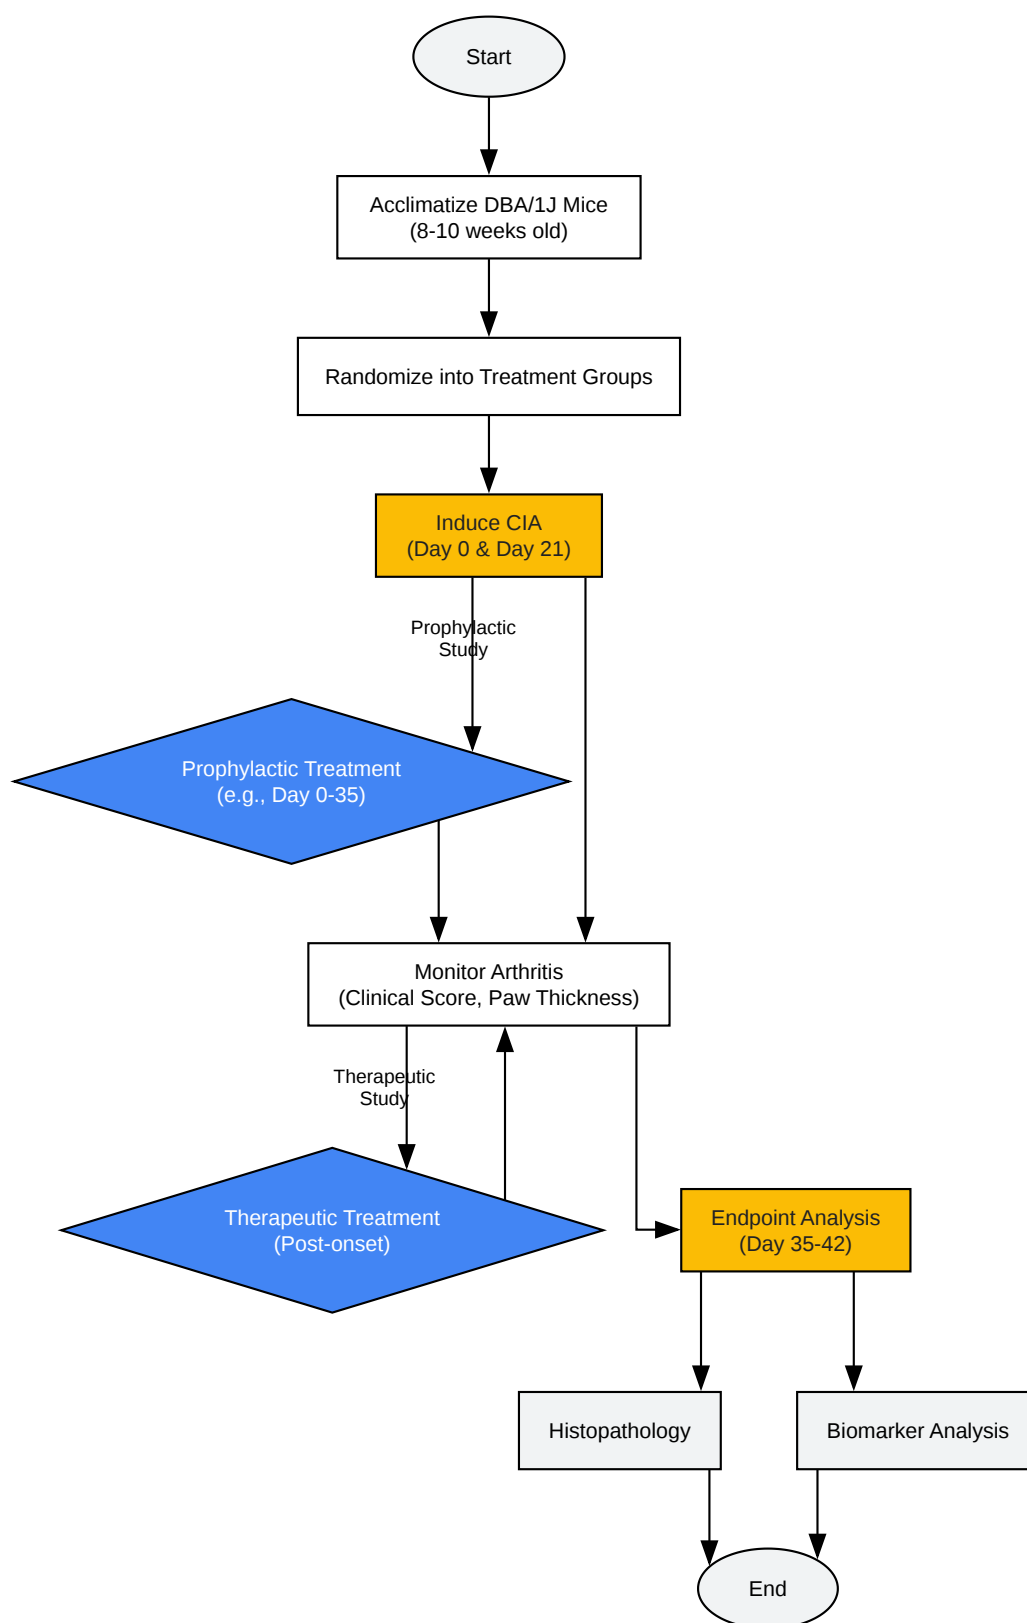 Start
Acclimatize DBA/1J Mice
(8-10 weeks old)
Randomize into Treatment Groups
Induce CIA
(Day 0 & Day 21)
Prophylactic
Study
Prophylactic Treatment
(e.g., Day 0-35)
Monitor Arthritis
(Clinical Score, Paw Thickness)
Therapeutic
Study
Therapeutic Treatment
(Post-onset)
Endpoint Analysis
(Day 35-42)
Histopathology
Biomarker Analysis
End